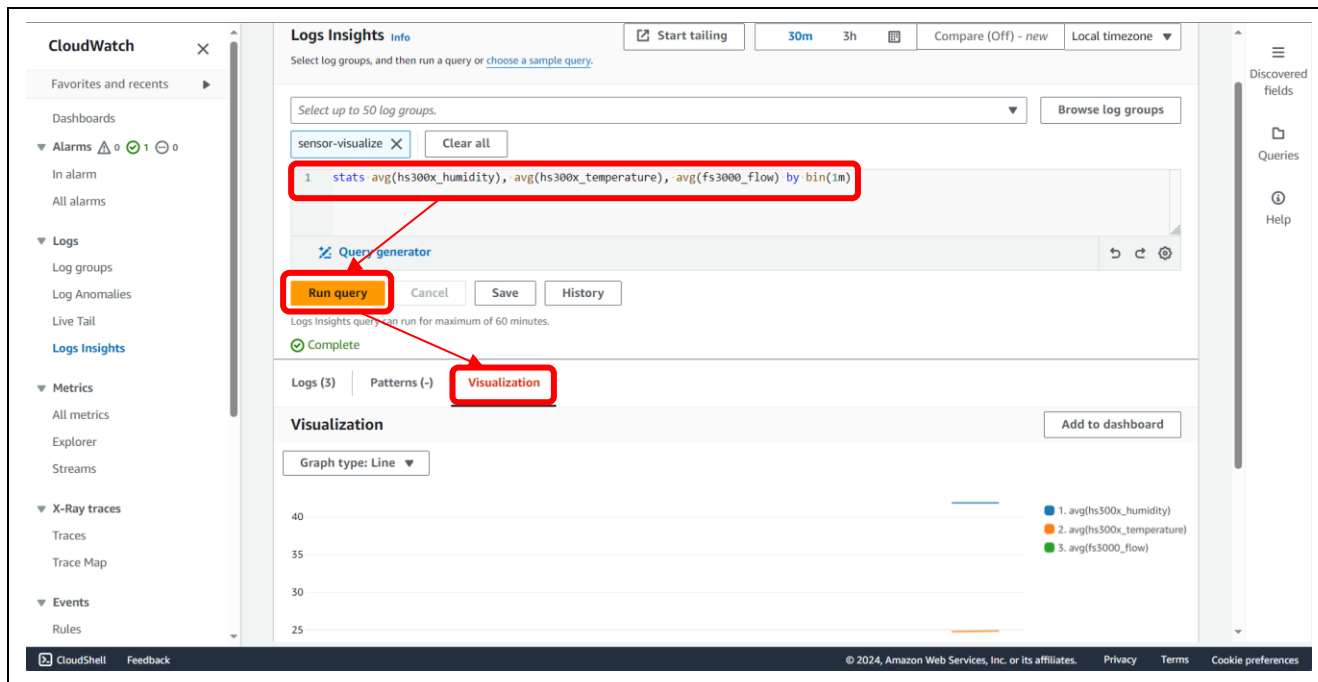 CloudWatch
Favorites and recents
Dashboards
Alarms 0 1 0
In alarm
All alarms
Logs
Log groups
Log Anomalies
Live Tail
Logs Insights
Metrics
All metrics
Explorer
Streams
X-Ray traces
Traces
Trace Map
Events
Rules
Logs Insights Info
Start tailing
30m 3h
Compare (Off) - new
Local timezone
Select log groups, and then run a query or choose a sample query.
Select up to 50 log groups.
Browse log groups
sensor-visualize
Clear all
1 stats avg(hs300x_humidity), avg(hs300x_temperature), avg(fs3000_flow) by bin(1m)
Query generator
Run query Cancel Save History
Logs Insights query can run for maximum of 60 minutes.
Complete
Logs (3) Patterns (-) Visualization
Visualization
Add to dashboard
Graph type: Line
40
35
30
25
1. avg(hs300x_humidity)
2. avg(hs300x_temperature)
3. avg(fs3000_flow)
Discovered
fields
Queries
Help
CloudShell Feedback © 2024, Amazon Web Services, Inc. or its affiliates. Privacy Terms Cookie preferences